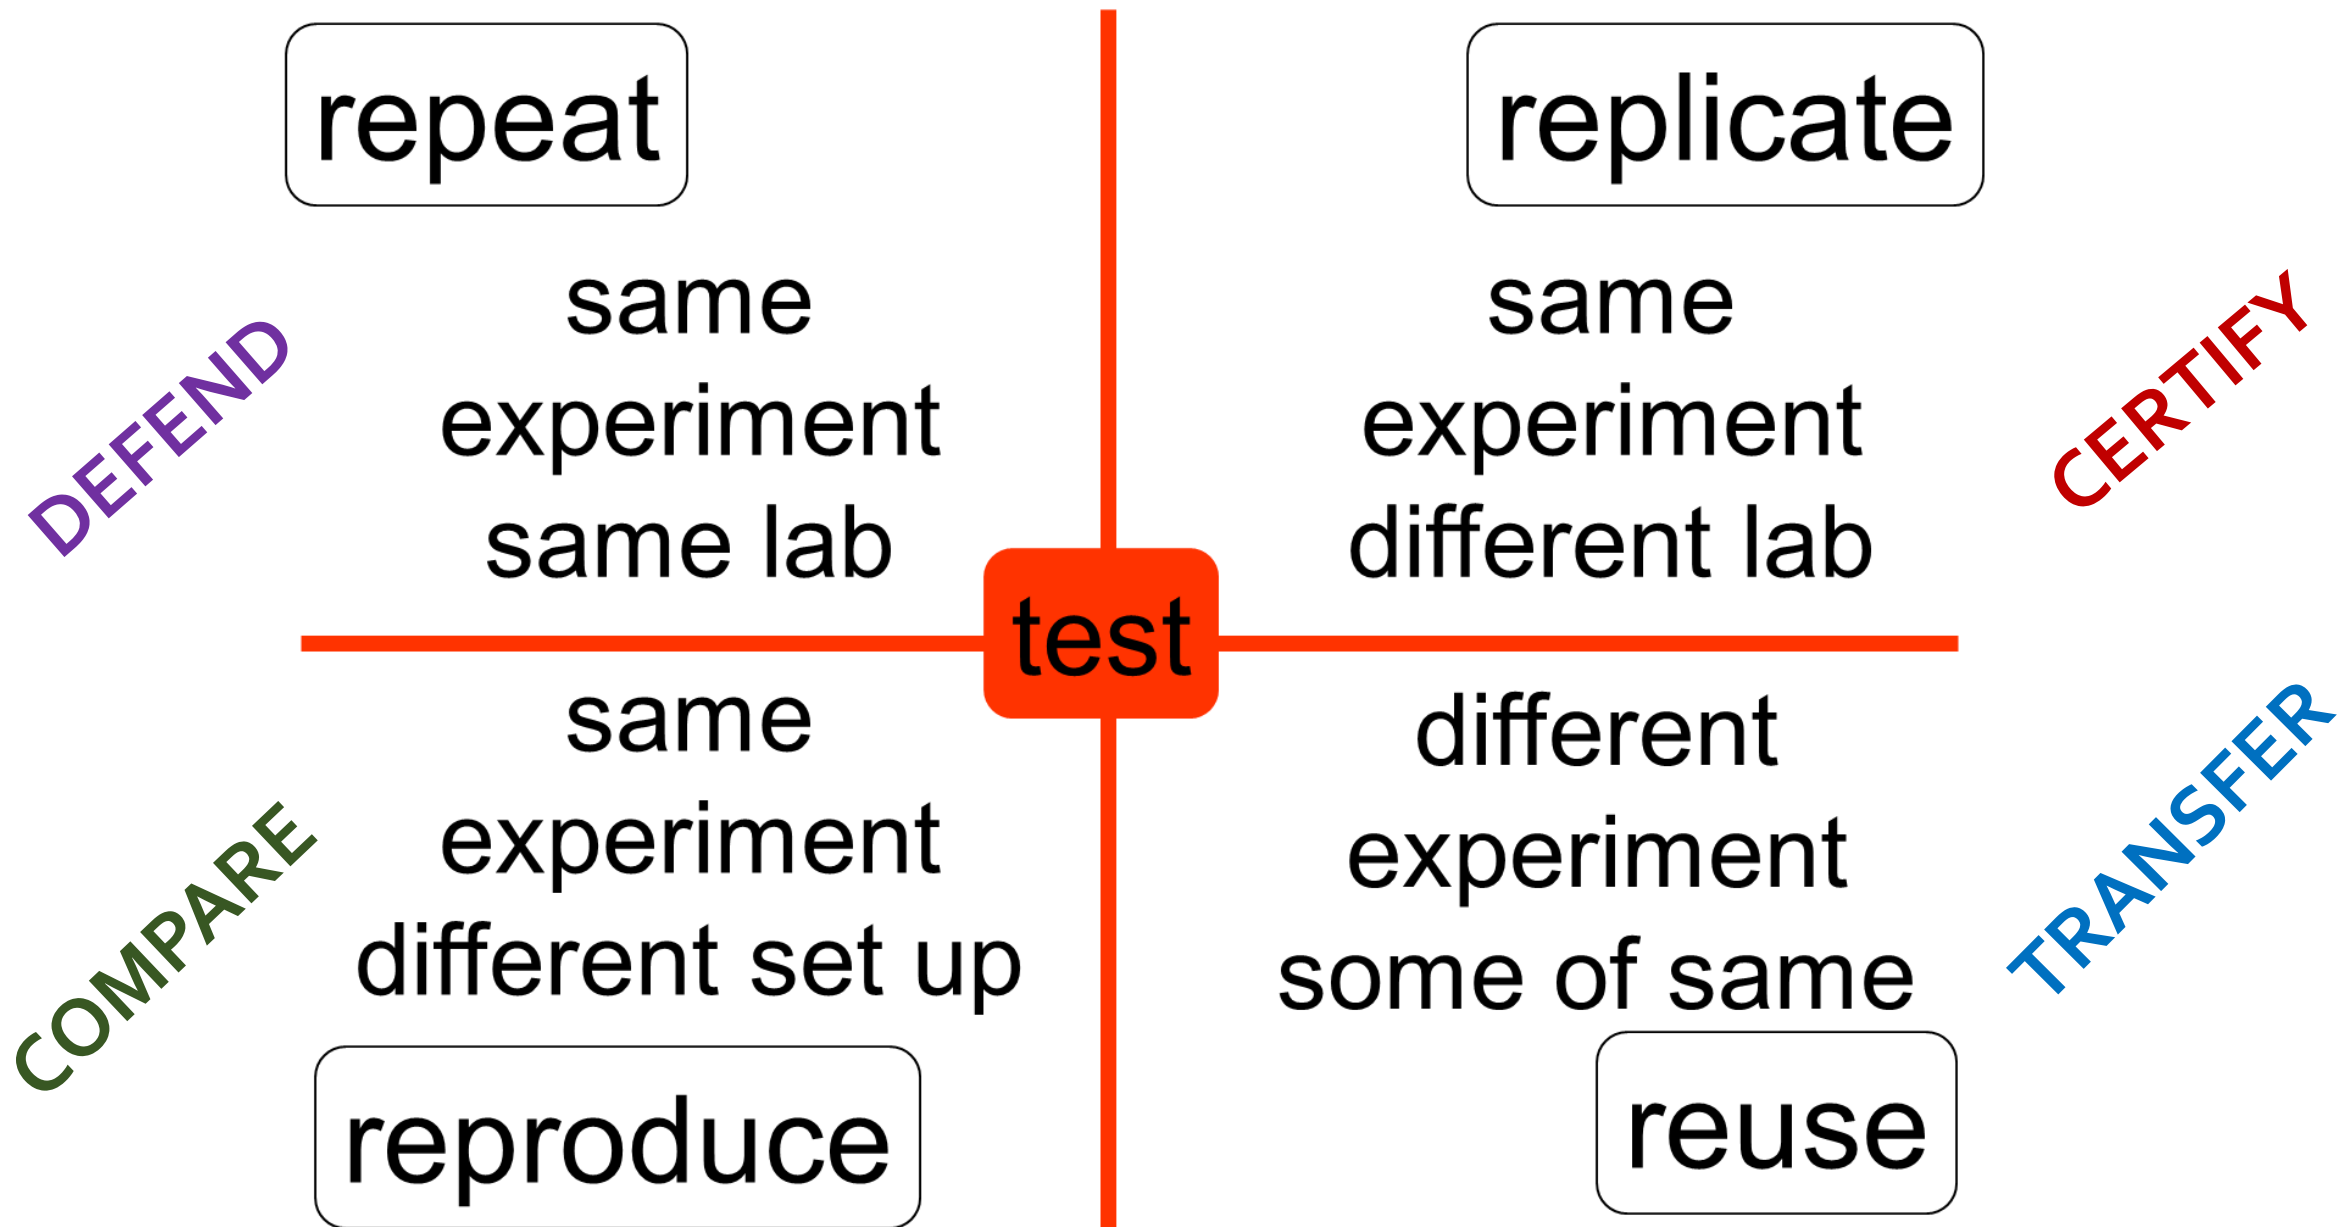 repeat
same
experiment
same lab
DEFEND
replicate
same
experiment
different lab
CERTIFY
test
same
experiment
different set up
COMPARE
reproduce
different
experiment
some of same
TRANSFER
reuse